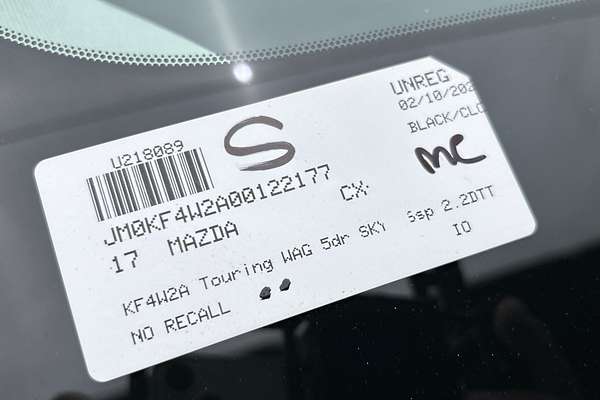 U218089
S
UNREG
02/10/202
BLACK/CLO
MC
JM0KF4W2A00122177
17 MAZDA CX-
KF4W2A Touring WAG 5dr SKY 6sp 2.2DTT
NO RECALL IO